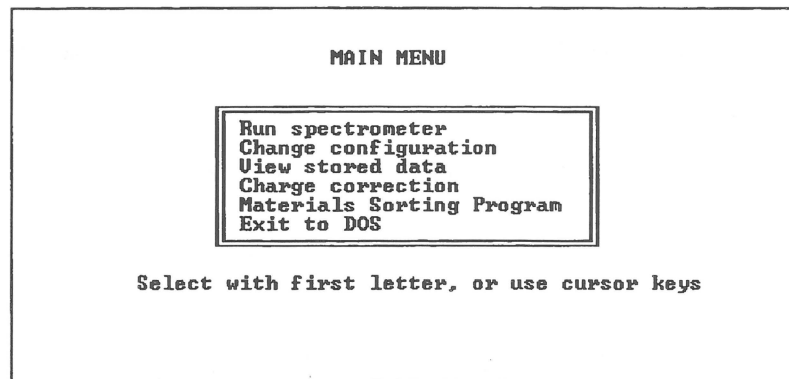 MAIN MENU
Run spectrometer
Change configuration
View stored data
Charge correction
Materials Sorting Program
Exit to DOS
Select with first letter, or use cursor keys